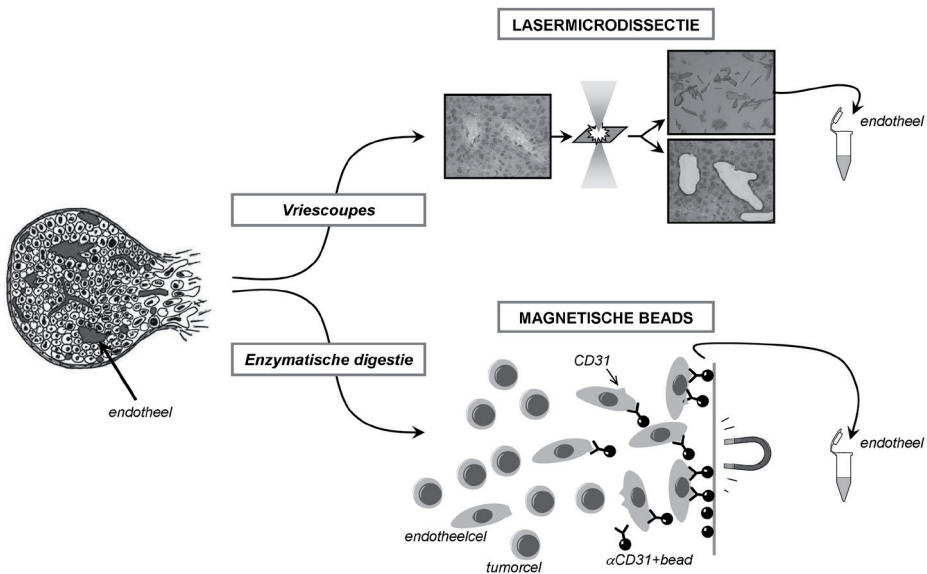 LASERMICRODISSECTIE
endotheel
Vriescoupes
MAGNETISCHE BEADS
Enzymatische digestie
CD31
endotheel
endotheel
endotheelcel
tumorcel
αCD31+bead